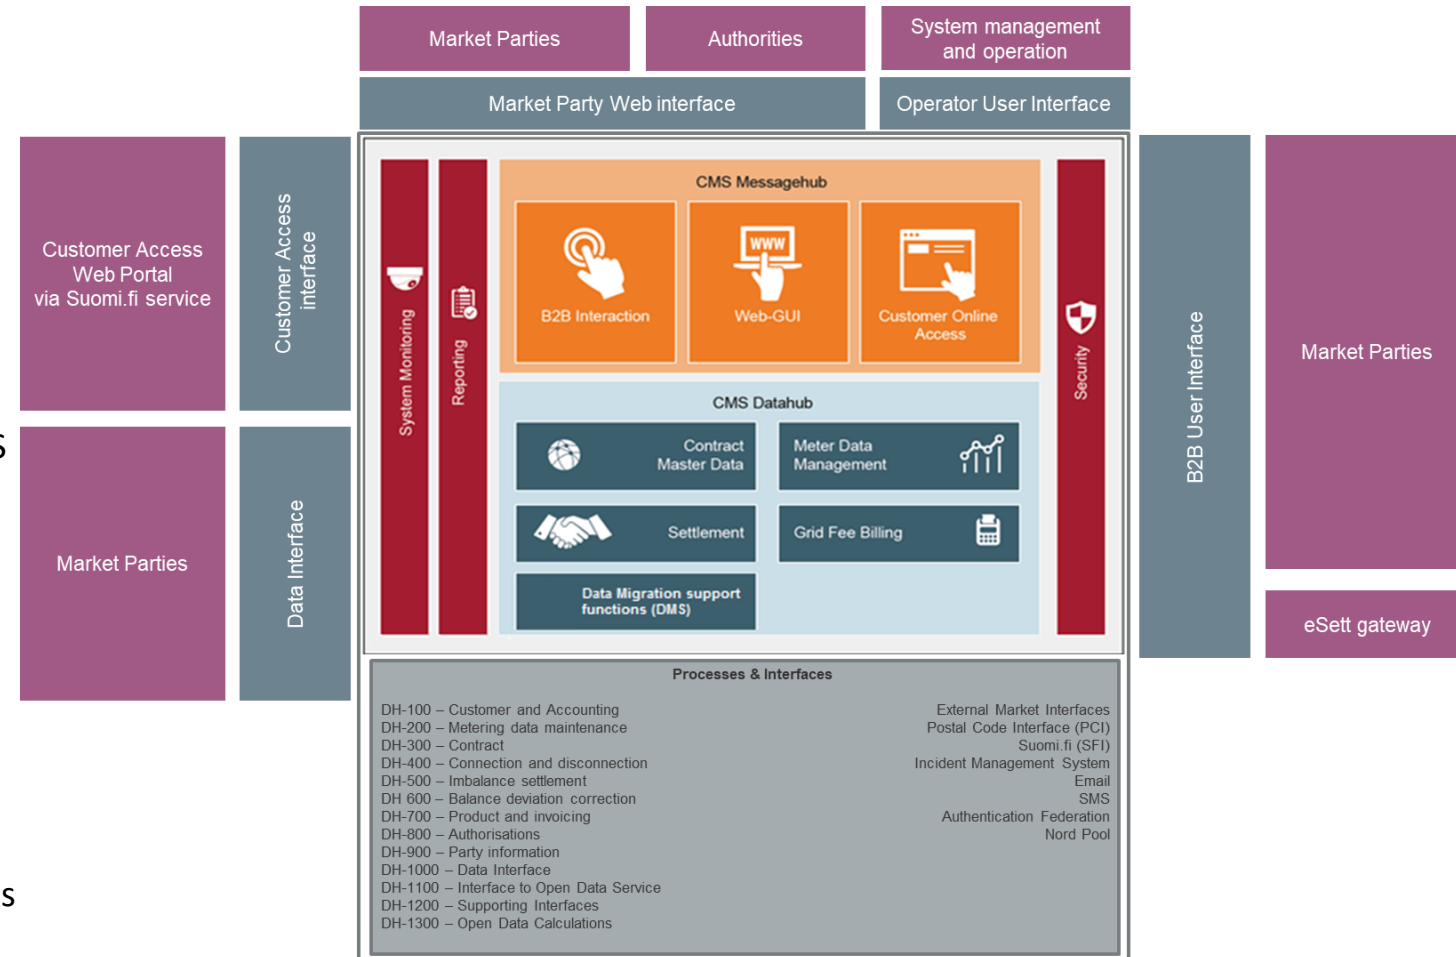 Market Parties
Authorities
System management
and operation
Market Party Web interface
Operator User Interface
Customer Access
Web Portal
via Suomi.fi service
Customer Access
interface
Market Parties
Data Interface
System Monitoring
Reporting
CMS Messagehub
B2B Interaction
WWW
Web-GUI
Customer Online
Access
CMS Datahub
Contract
Master Data
Meter Data
Management
Settlement
Grid Fee Billing
Data Migration support
functions (DMS)
Security
B2B User Interface
Market Parties
eSett gateway
s
s
Processes & Interfaces
DH-100 – Customer and Accounting
DH-200 – Metering data maintenance
DH-300 – Contract
DH-400 – Connection and disconnection
DH-500 – Imbalance settlement
DH 600 – Balance deviation correction
DH-700 – Product and invoicing
DH-800 – Authorisations
DH-900 – Party information
DH-1000 – Data Interface
DH-1100 – Interface to Open Data Service
DH-1200 – Supporting Interfaces
DH-1300 – Open Data Calculations
External Market Interfaces
Postal Code Interface (PCI)
Suomi.fi (SFI)
Incident Management System
Email
SMS
Authentication Federation
Nord Pool